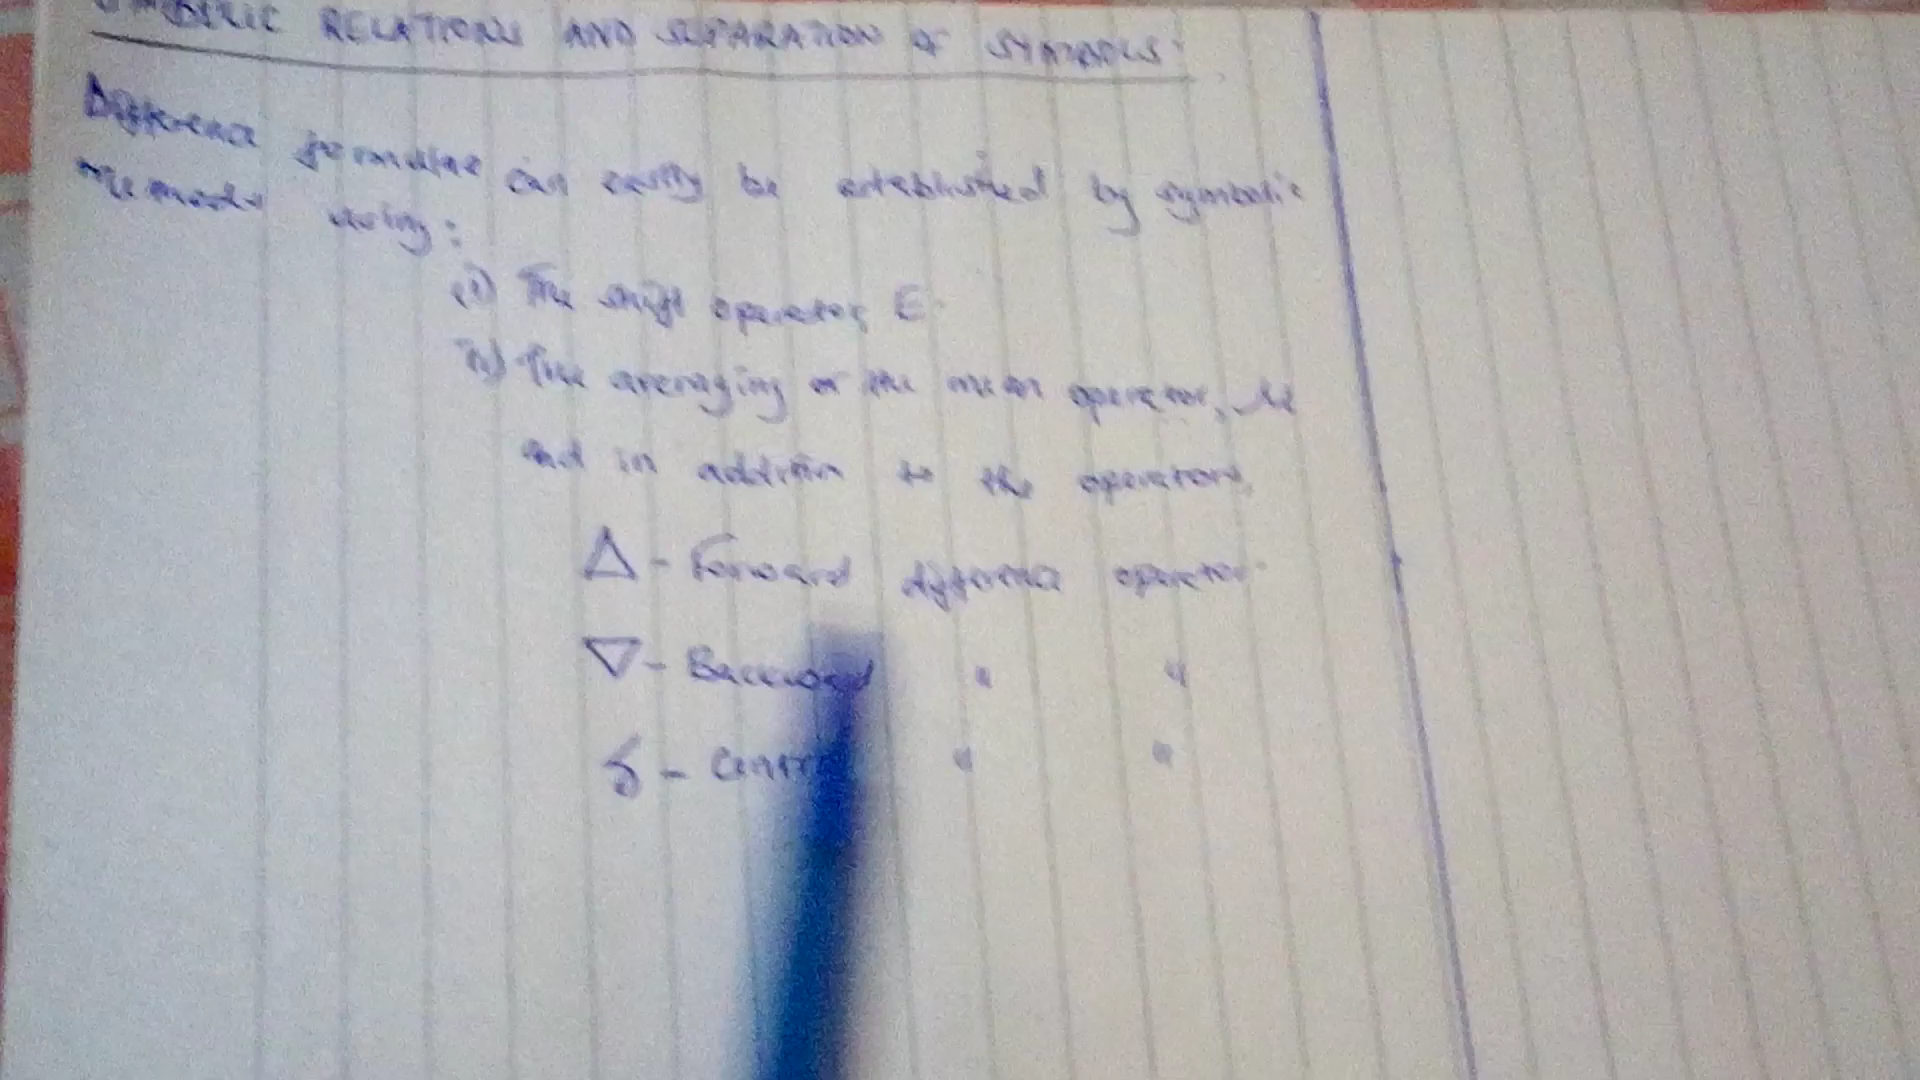 RELATIONS AND SEPARATION OF SYMBOLS
Difference formulae can easily be established by symbolic
methods using:
(i) The shift operator, E.
ii) The averaging or the mean operator, μ
and in addition to the operators,
Δ - Forward difference operator.
∇ - Backward " "
δ - " "